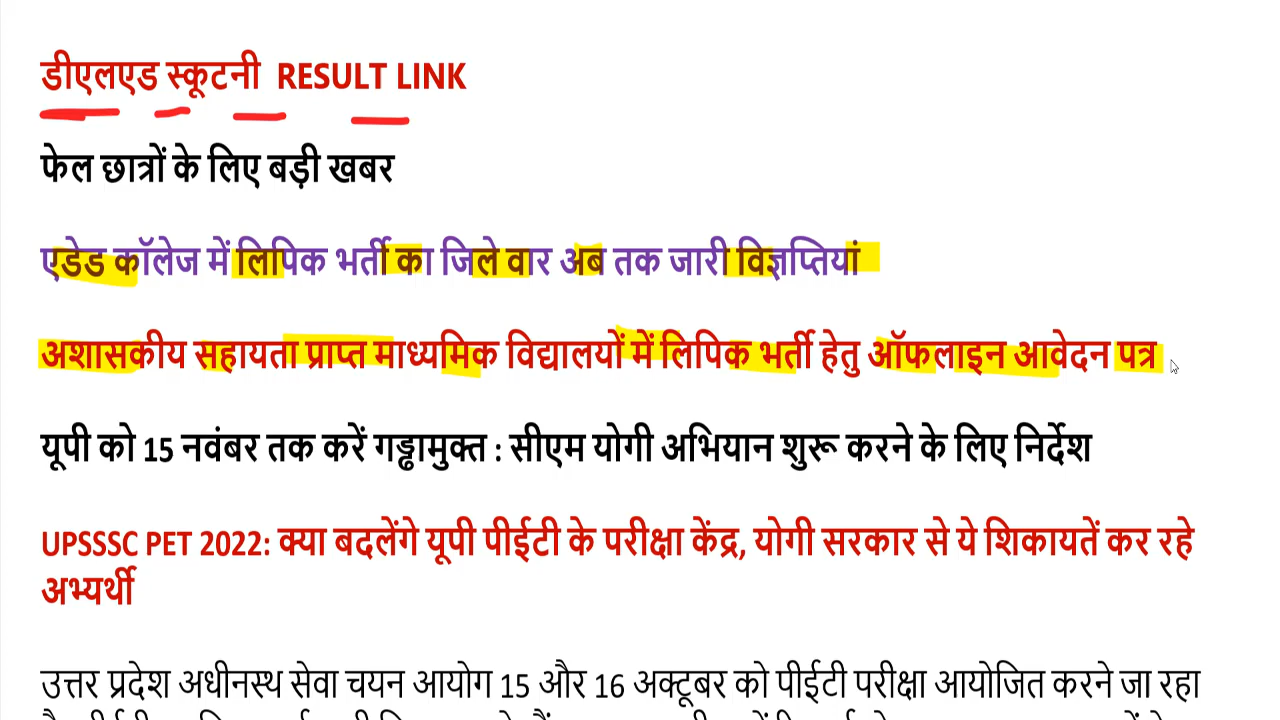 डीएलएड स्कूटनी RESULT LINK
फेल छात्रों के लिए बड़ी खबर
एडेड कॉलेज में लिपिक भर्ती का जिले वार अब तक जारी विज्ञप्तियां
अशासकीय सहायता प्राप्त माध्यमिक विद्यालयों में लिपिक भर्ती हेतु ऑफलाइन आवेदन पत्र
यूपी को 15 नवंबर तक करें गड्ढामुक्त : सीएम योगी अभियान शुरू करने के लिए निर्देश
UPSSSC PET 2022: क्या बदलेंगे यूपी पीईटी के परीक्षा केंद्र, योगी सरकार से ये शिकायतें कर रहे
अभ्यर्थी
उत्तर प्रदेश अधीनस्थ सेवा चयन आयोग 15 और 16 अक्टूबर को पीईटी परीक्षा आयोजित करने जा रहा